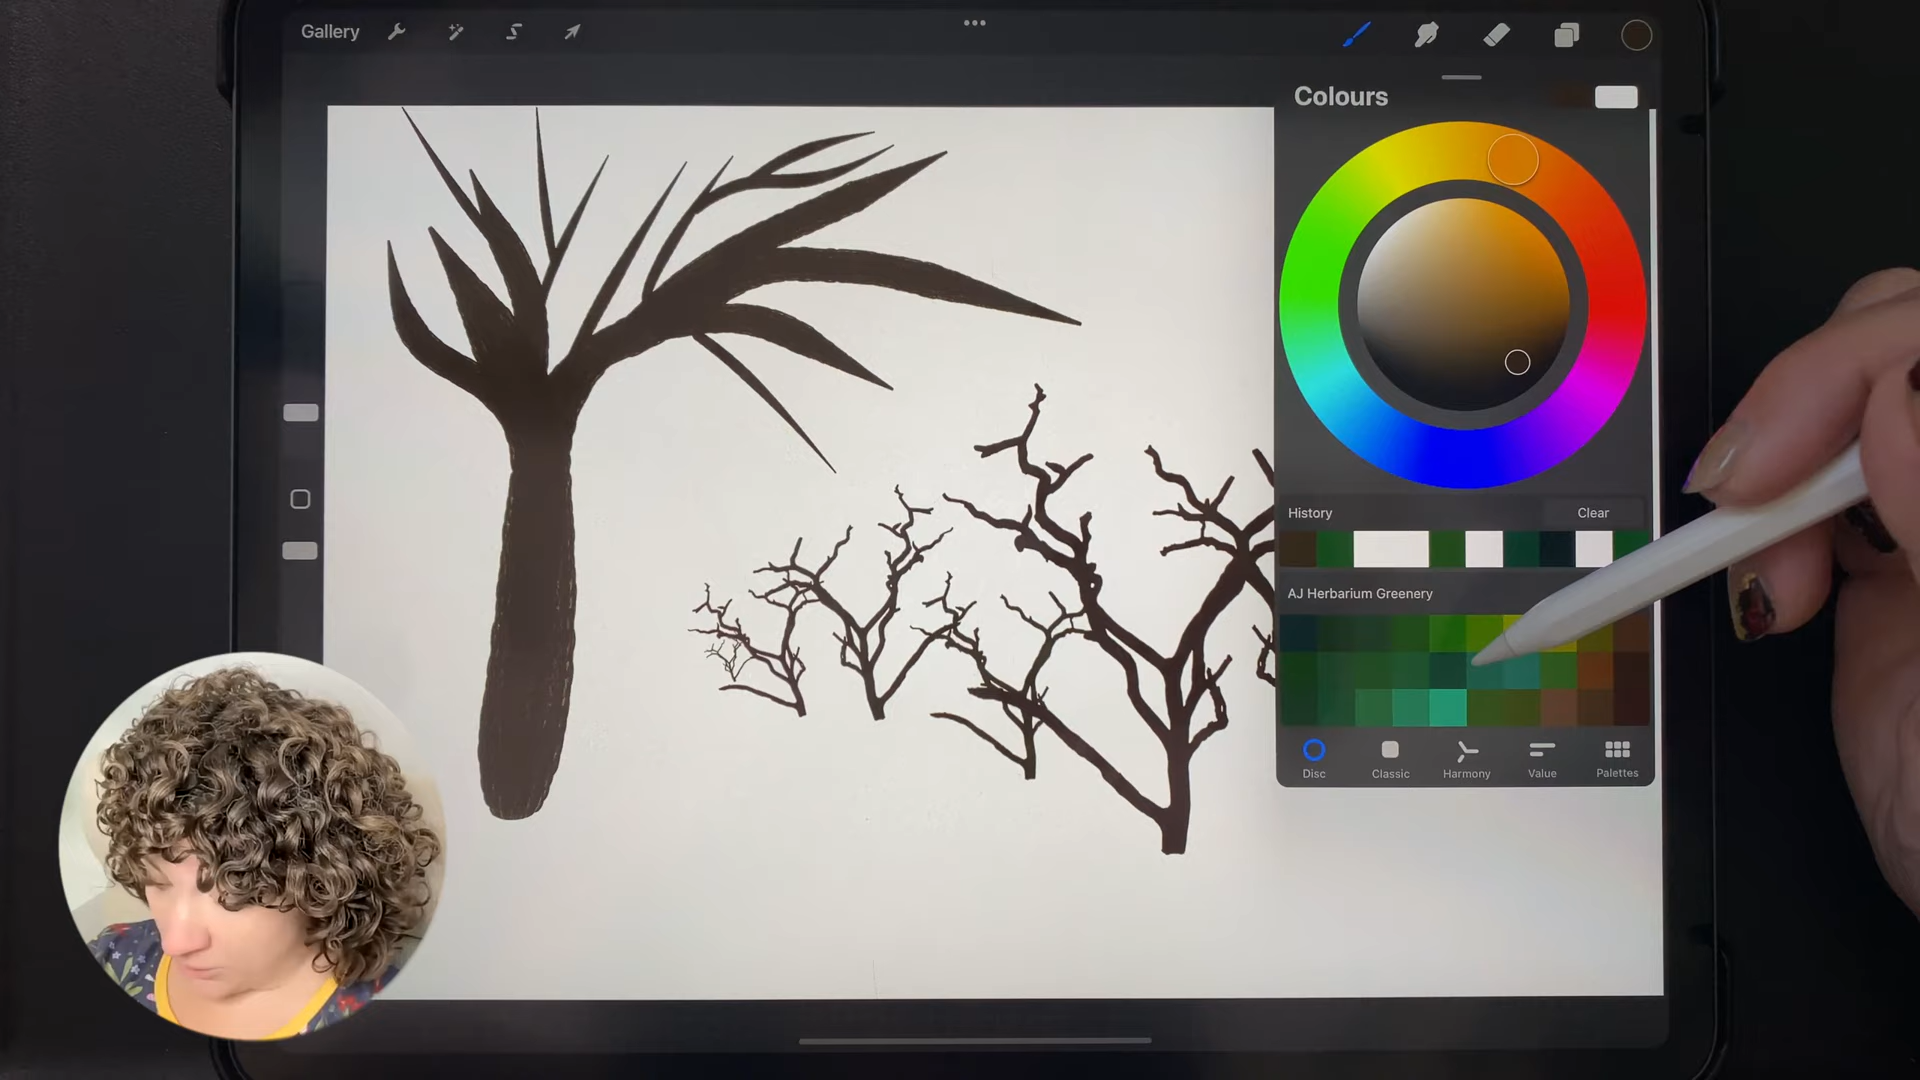 Gallery
Colours
History
Clear
AJ Herbarium Greenery
Disc
Classic
Harmony
Value
Palettes